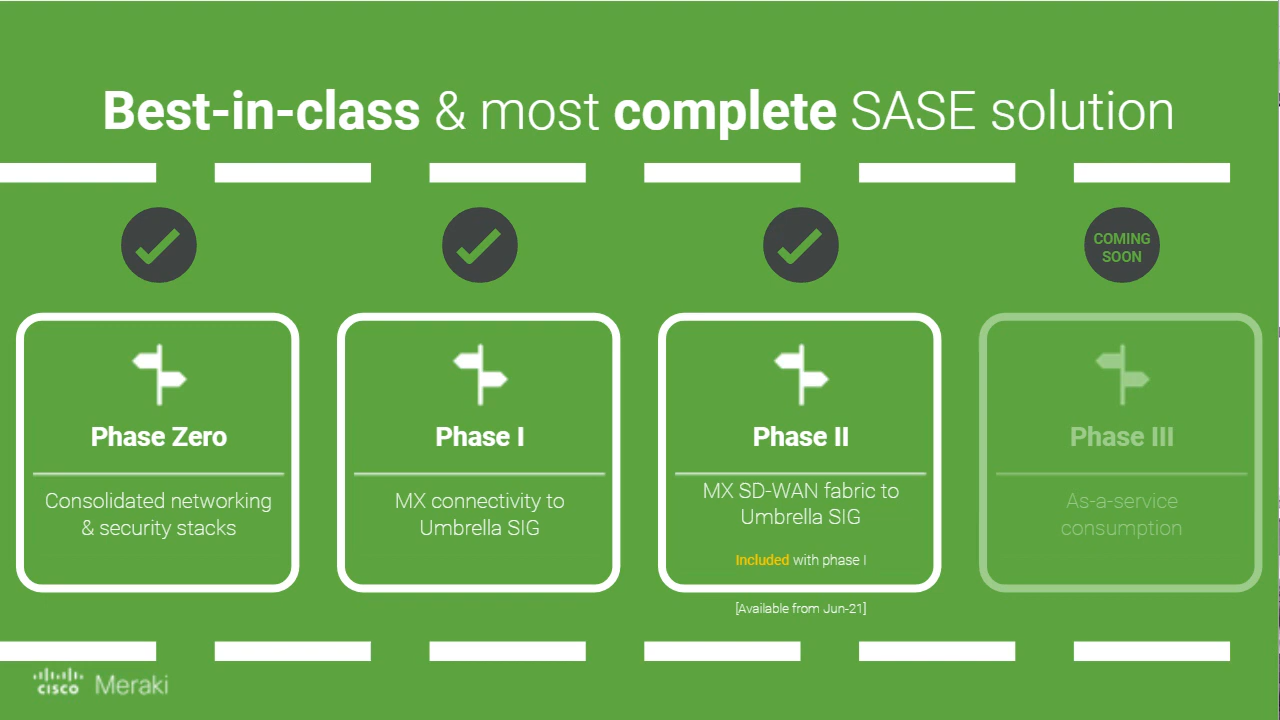 Best-in-class & most complete SASE solution
COMING
SOON
Phase Zero
Consolidated networking
& security stacks
Phase I
MX connectivity to
Umbrella SIG
Phase II
MX SD-WAN fabric to
Umbrella SIG
Included with phase I
[Available from Jun-21]
Phase III
As-a-service
consumption
CISCO Meraki